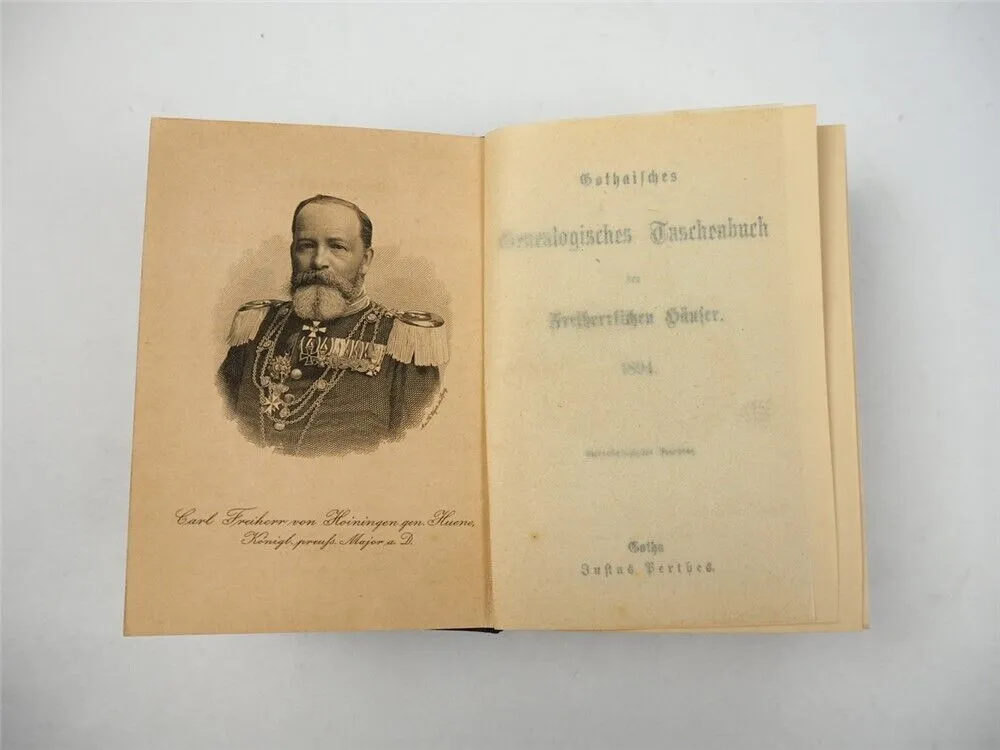 Carl Freiherr von Hoiningen gen. Huene,
Königl. preuß. Major a. D.
Gothaisches
Genealogisches Taschenbuch
der
Freiherrlichen Häuser.
1894.
Gotha
Justus Perthes.